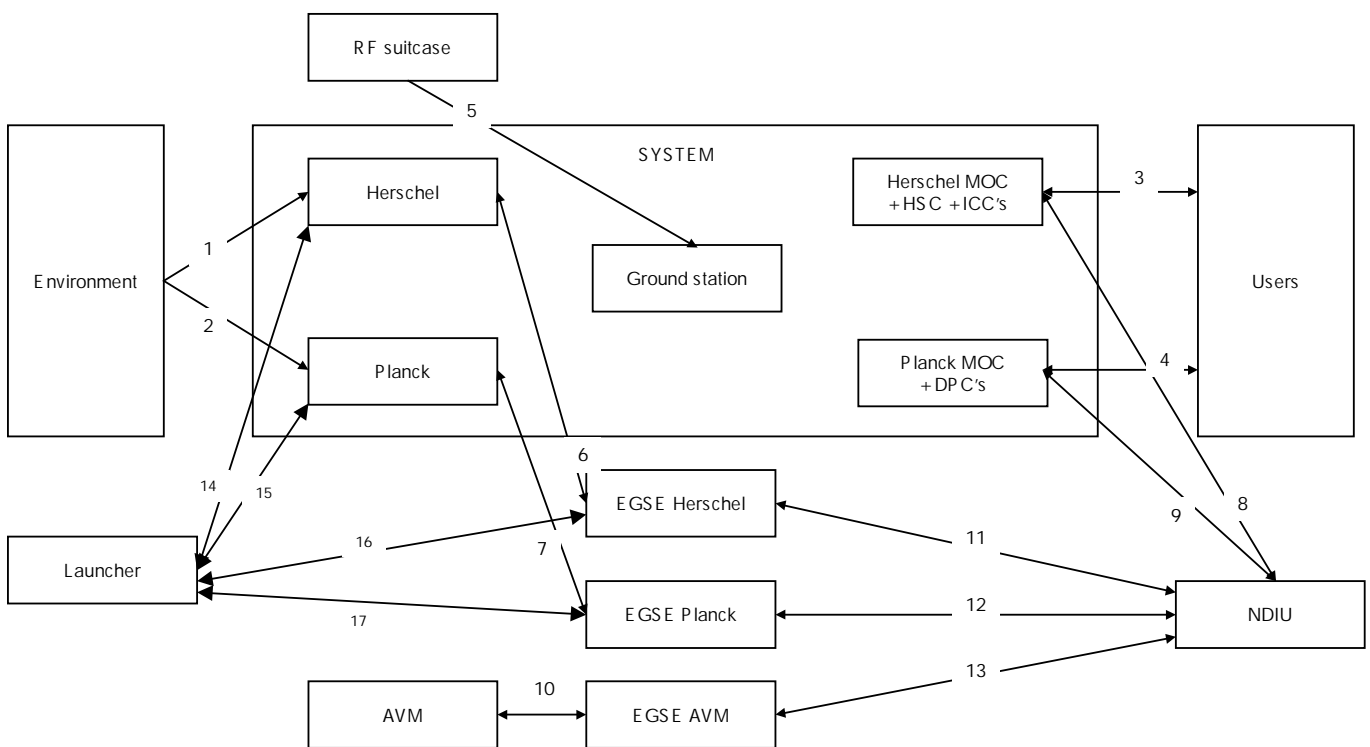 RF suitcase
5
SYSTEM
Herschel
Herschel MOC
+HSC +ICC's
3
1
Environment
Ground station
Users
2
Planck
Planck MOC
+DPC's
4
6
14
15
EGSE Herschel
9
8
16
7
11
Launcher
17
EGSE Planck
12
NDIU
13
10
AVM
EGSE AVM